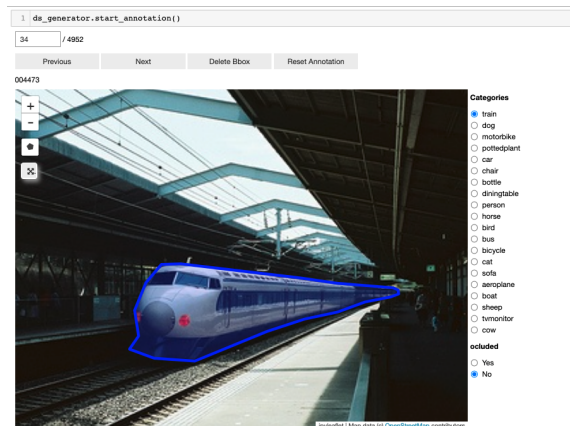 1 ds_generator.start_annotation()
34 / 4952
Previous Next Delete Bbox Reset Annotation
004473
+
−
Categories
train
dog
motorbike
pottedplant
car
chair
bottle
diningtable
person
horse
bird
bus
bicycle
cat
sofa
aeroplane
boat
sheep
tvmonitor
cow
ocluded
Yes
No
| Map data (c) OpenStreetMap contributors